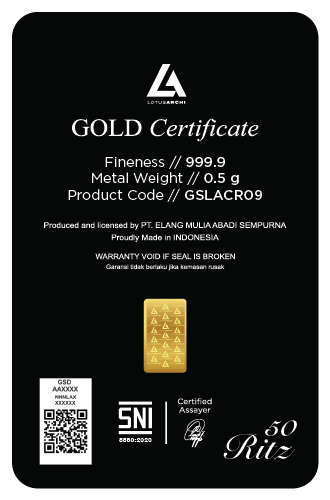 LOTUSARCHI
GOLD Certificate
Fineness // 999.9
Metal Weight // 0.5 g
Product Code // GSLACR09
Produced and licensed by PT. ELANG MULIA ABADI SEMPURNA
Proudly Made in INDONESIA
WARRANTY VOID IF SEAL IS BROKEN
Garansi tidak berlaku jika kemasan rusak
GSD
AAXXXX
NNNLAX
XXXXXX
SNI
8880:2020
Certified
Assayer
50
Ritz